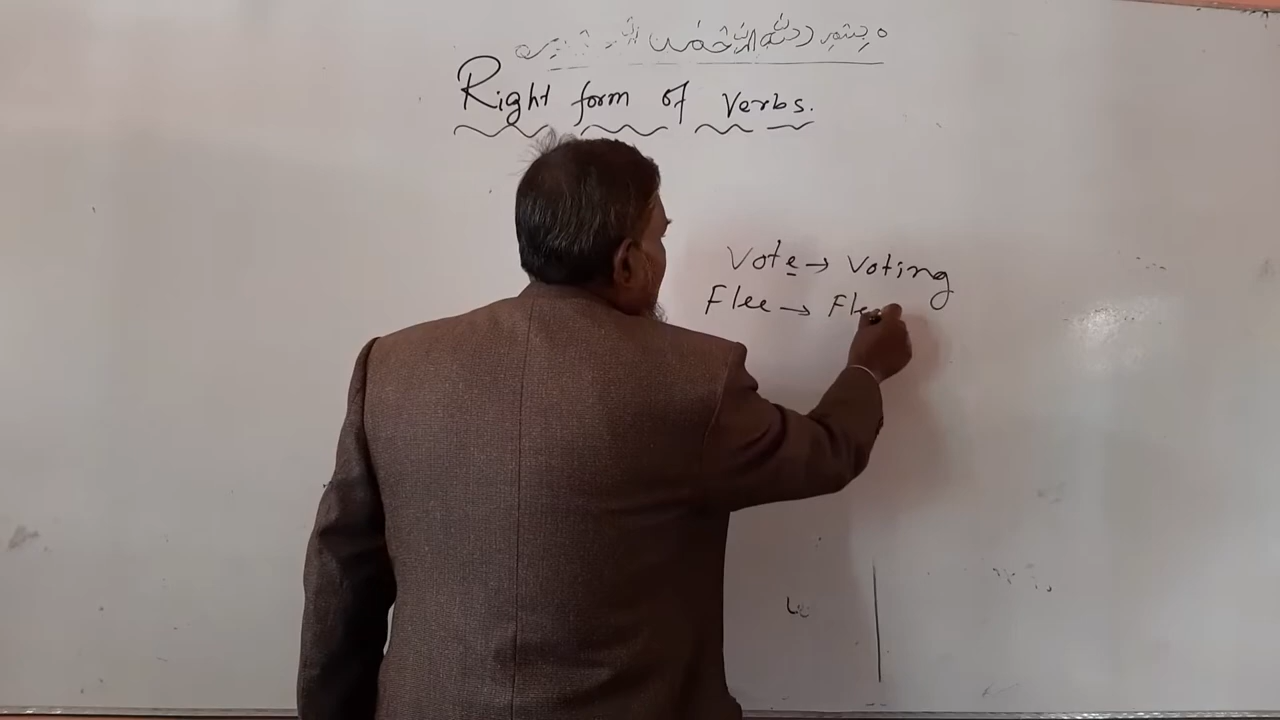 Right form of Verbs.
Vote → Voting
Flee → Fle